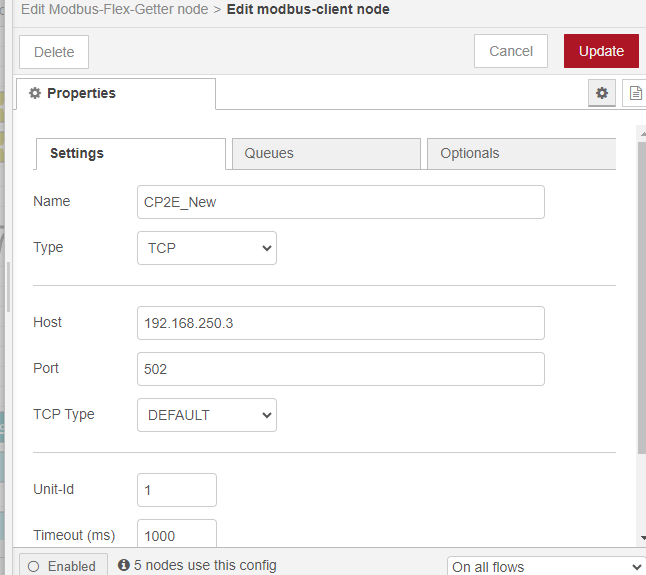 Edit Modbus-Flex-Getter node > Edit modbus-client node
Delete Cancel Update
Properties
Settings Queues Optionals
Name CP2E_New
Type TCP
Host 192.168.250.3
Port 502
TCP Type DEFAULT
Unit-Id 1
Timeout (ms) 1000
Enabled 5 nodes use this config On all flows